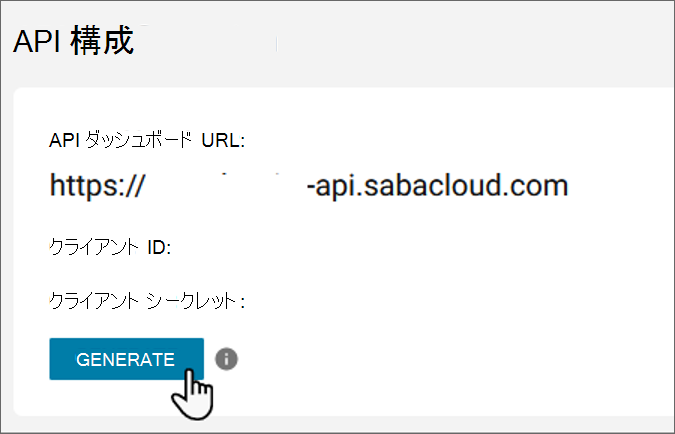 API 構成
API ダッシュボード URL:
https:// -api.sabacloud.com
クライアント ID:
クライアント シークレット :
GENERATE